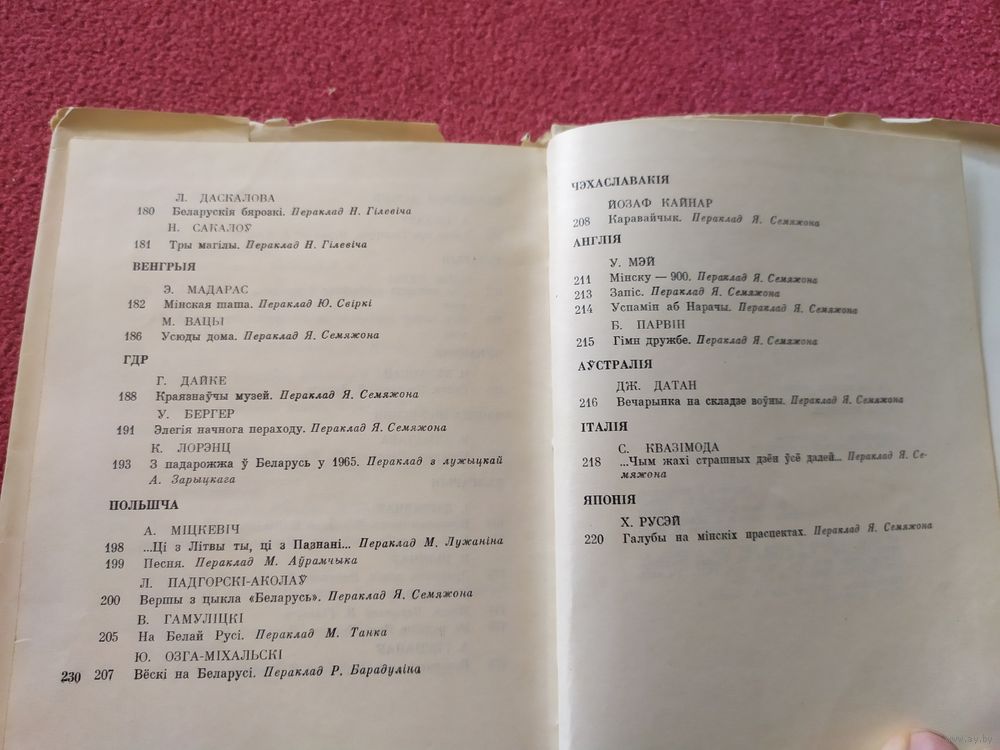 Л. ДАСКАЛОВА
180 Беларускія бярозкі. Пераклад Н. Гілевіча
Н. САКАЛОЎ
181 Тры магілы. Пераклад Н. Гілевіча
ВЕНГРЫЯ
Э. МАДАРАС
182 Мінская шаша. Пераклад Ю. Свіркі
М. ВАЦЫ
186 Усюды дома. Пераклад Я. Семяжона
ГДР
Г. ДАЙКЕ
188 Краязнаўчы музей. Пераклад Я. Семяжона
У. БЕРГЕР
191 Элегія начнога пераходу. Пераклад Я. Семяжона
К. ЛОРЭНЦ
193 З падарожжа ў Беларусь у 1965. Пераклад з лужыцкай
А. Зарыцкага
ПОЛЬШЧА
А. МІЦКЕВІЧ
198 ...Ці з Літвы ты, ці з Пазнані... Пераклад М. Лужаніна
199 Песня. Пераклад М. Аўрамчыка
Л. ПАДГОРСКІ-АКОЛАЎ
200 Вершы з цыкла «Беларусь». Пераклад Я. Семяжона
В. ГАМУЛІЦКІ
205 На Белай Русі. Пераклад М. Танка
Ю. ОЗГА-МІХАЛЬСКІ
207 Вёскі на Беларусі. Пераклад Р. Барадуліна
230
ЧЭХАСЛАВАКІЯ
ЙОЗАФ КАЙНАР
208 Каравайчык. Пераклад Я. Семяжона
АНГЛІЯ
У. МЭЙ
211 Мінску — 900. Пераклад Я. Семяжона
213 Запіс. Пераклад Я. Семяжона
214 Успамін аб Нарачы. Пераклад Я. Семяжона
Б. ПАРВІН
215 Гімн дружбе. Пераклад Я. Семяжона
АЎСТРАЛІЯ
ДЖ. ДАТАН
216 Вечарынка на складзе воўны. Пераклад Я. Семяжона
ІТАЛІЯ
С. КВАЗІМОДА
218 ...Чым жахі страшных дзён ўсё далей... Пераклад Я. Се-
мяжона
ЯПОНІЯ
Х. РУСЭЙ
220 Галубы на мінскіх праспектах. Пераклад Я. Семяжона
www.ay.by